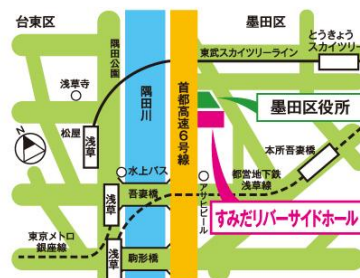 台東区
墨田区
とうきょう
スカイツリー
隅田公園
東武スカイツリーライン
浅草寺
隅田川
首都高速6号線
墨田区役所
N
松屋
浅草
本所吾妻橋
水上バス
都営地下鉄
浅草線
アサヒビール
吾妻橋
浅草
すみだリバーサイドホール
東京メトロ
銀座線
浅草
駒形橋